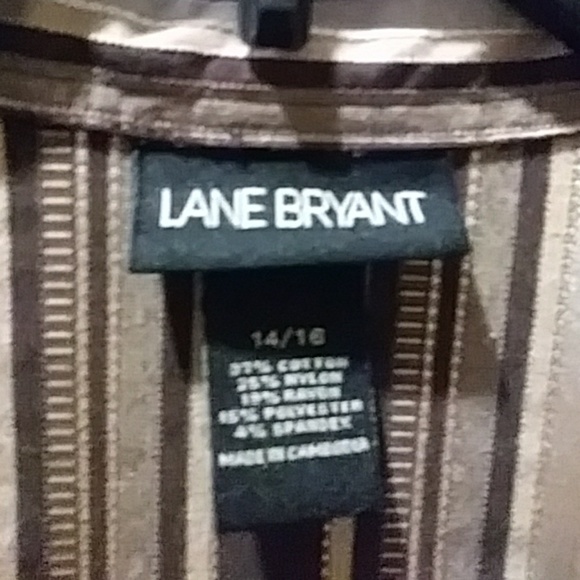 LANE BRYANT
14/16
37% COTTON
25% NYLON
19% RAYON
15% POLYESTER
4% SPANDEX
MADE IN CAMBODIA